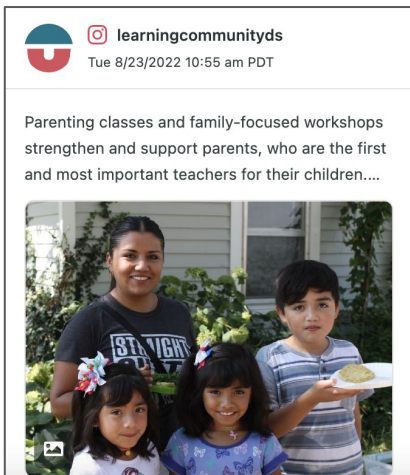 learningcommunityds
Tue 8/23/2022 10:55 am PDT
Parenting classes and family-focused workshops
strengthen and support parents, who are the first
and most important teachers for their children....
STRAIGHT